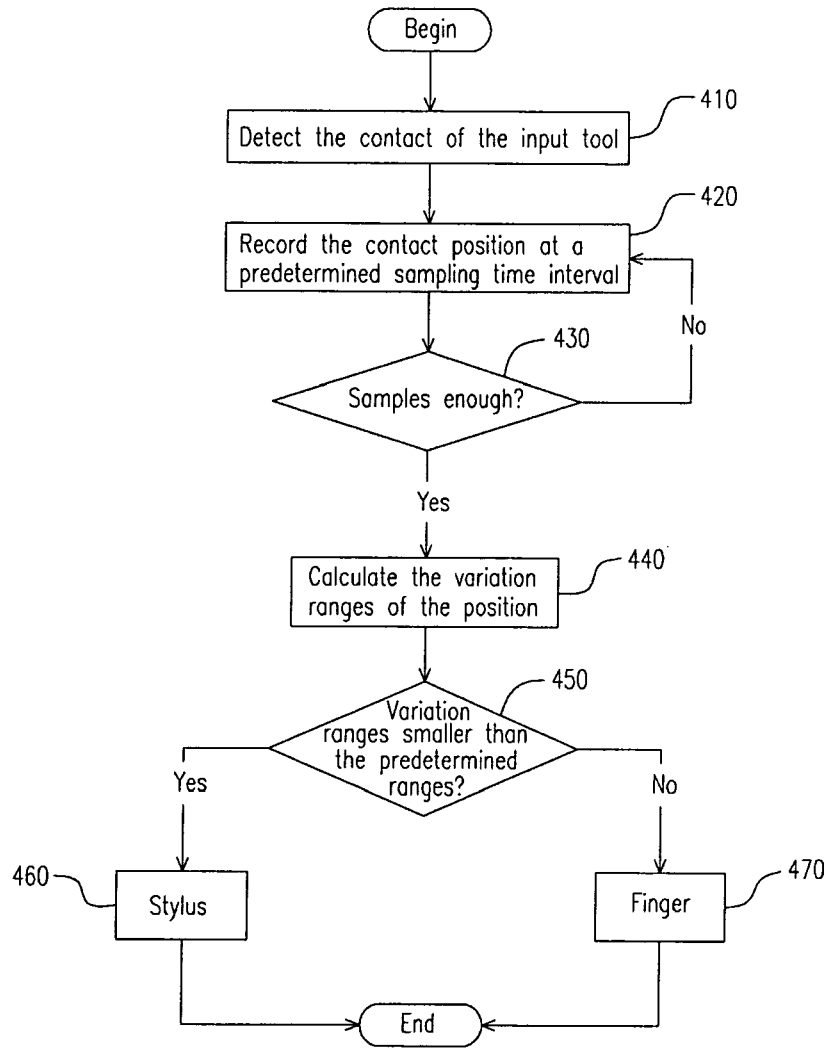 Begin
410
Detect the contact of the input tool
420
Record the contact position at a
predetermined sampling time interval
No
430
Samples enough?
Yes
440
Calculate the variation
ranges of the position
450
Variation
ranges smaller than
the predetermined
ranges?
Yes
No
460
Stylus
Finger
470
End